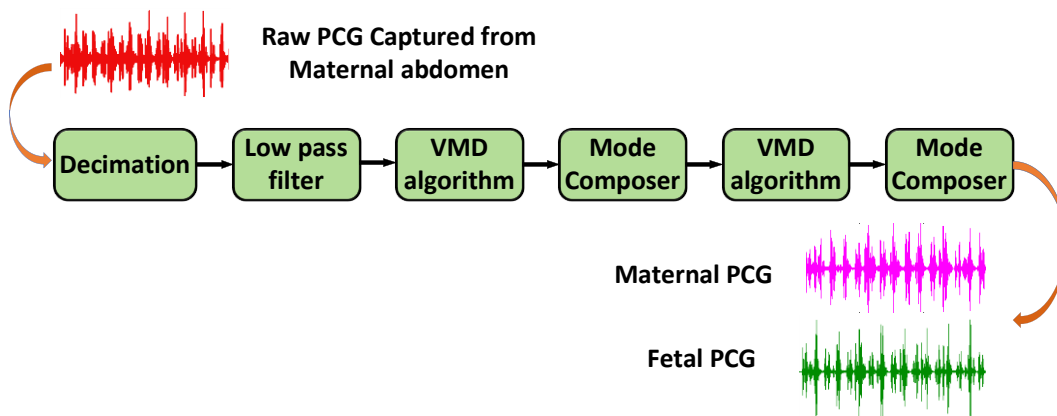 Raw PCG Captured from
Maternal abdomen
Decimation
Low pass
filter
VMD
algorithm
Mode
Composer
VMD
algorithm
Mode
Composer
Maternal PCG
Fetal PCG